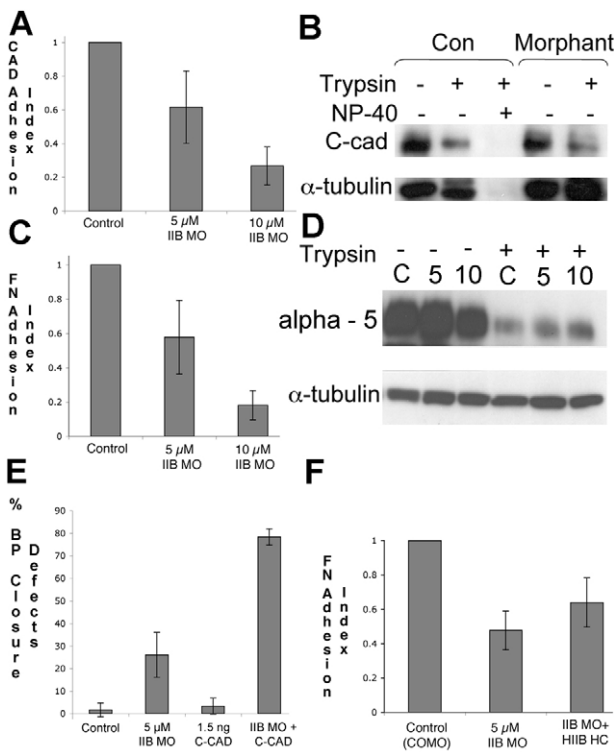 A
CAD Adhesion
Index
1
0.8
0.6
0.4
0.2
0
Control
5 µM
IIB MO
10 µM
IIB MO
B
Con
Morphant
Trypsin - + + - +
NP-40 - - + - -
C-cad
α-tubulin
C
FN Adhesion
Index
1
0.8
0.6
0.4
0.2
0
Control
5 µM
IIB MO
10 µM
IIB MO
D
Trypsin - - - + + +
C 5 10 C 5 10
alpha - 5
α-tubulin
E
% BP Closure
Defects
90
80
70
60
50
40
30
20
10
0
Control
5 µM
IIB MO
1.5 ng
C-CAD
IIB MO +
C-CAD
F
FN Adhesion
Index
1
0.8
0.6
0.4
0.2
0
Control
(COMO)
5 µM
IIB MO
IIB MO+
HIIB HC